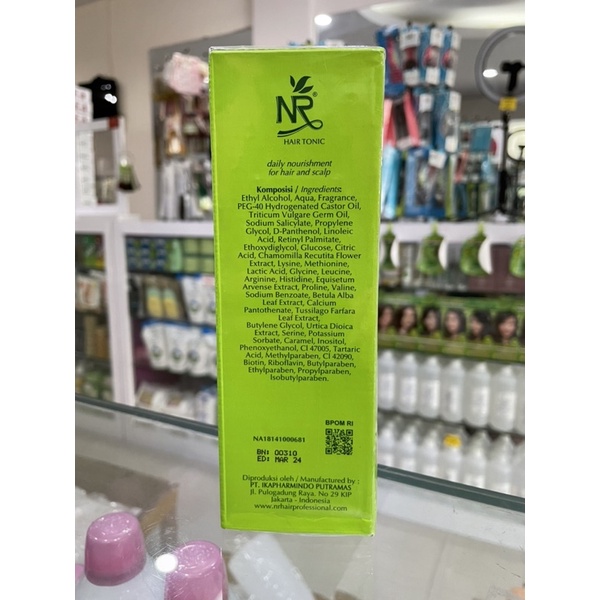 NR®
HAIR TONIC
daily nourishment
for hair and scalp
Komposisi / Ingredients:
Ethyl Alcohol, Aqua, Fragrance,
PEG-40 Hydrogenated Castor Oil,
Triticum Vulgare Germ Oil,
Sodium Salicylate, Propylene
Glycol, D-Panthenol, Linoleic
Acid, Retinyl Palmitate,
Ethoxydiglycol, Glucose, Citric
Acid, Chamomilla Recutita Flower
Extract, Lysine, Methionine,
Lactic Acid, Glycine, Leucine,
Arginine, Histidine, Equisetum
Arvense Extract, Proline, Valine,
Sodium Benzoate, Betula Alba
Leaf Extract, Calcium
Pantothenate, Tussilago Farfara
Leaf Extract,
Butylene Glycol, Urtica Dioica
Extract, Serine, Potassium
Sorbate, Caramel, Inositol,
Phenoxyethanol, CI 47005, Tartaric
Acid, Methylparaben, CI 42090,
Biotin, Riboflavin, Butylparaben,
Ethylparaben, Propylparaben,
Isobutylparaben.
BPOM RI
NA18141000681
BN: 00310
ED: MAR 24
Diproduksi oleh / Manufactured by :
PT. IKAPHARMINDO PUTRAMAS
Jl. Pulogadung Raya. No 29 KIP
Jakarta - Indonesia
www.nrhairprofessional.com